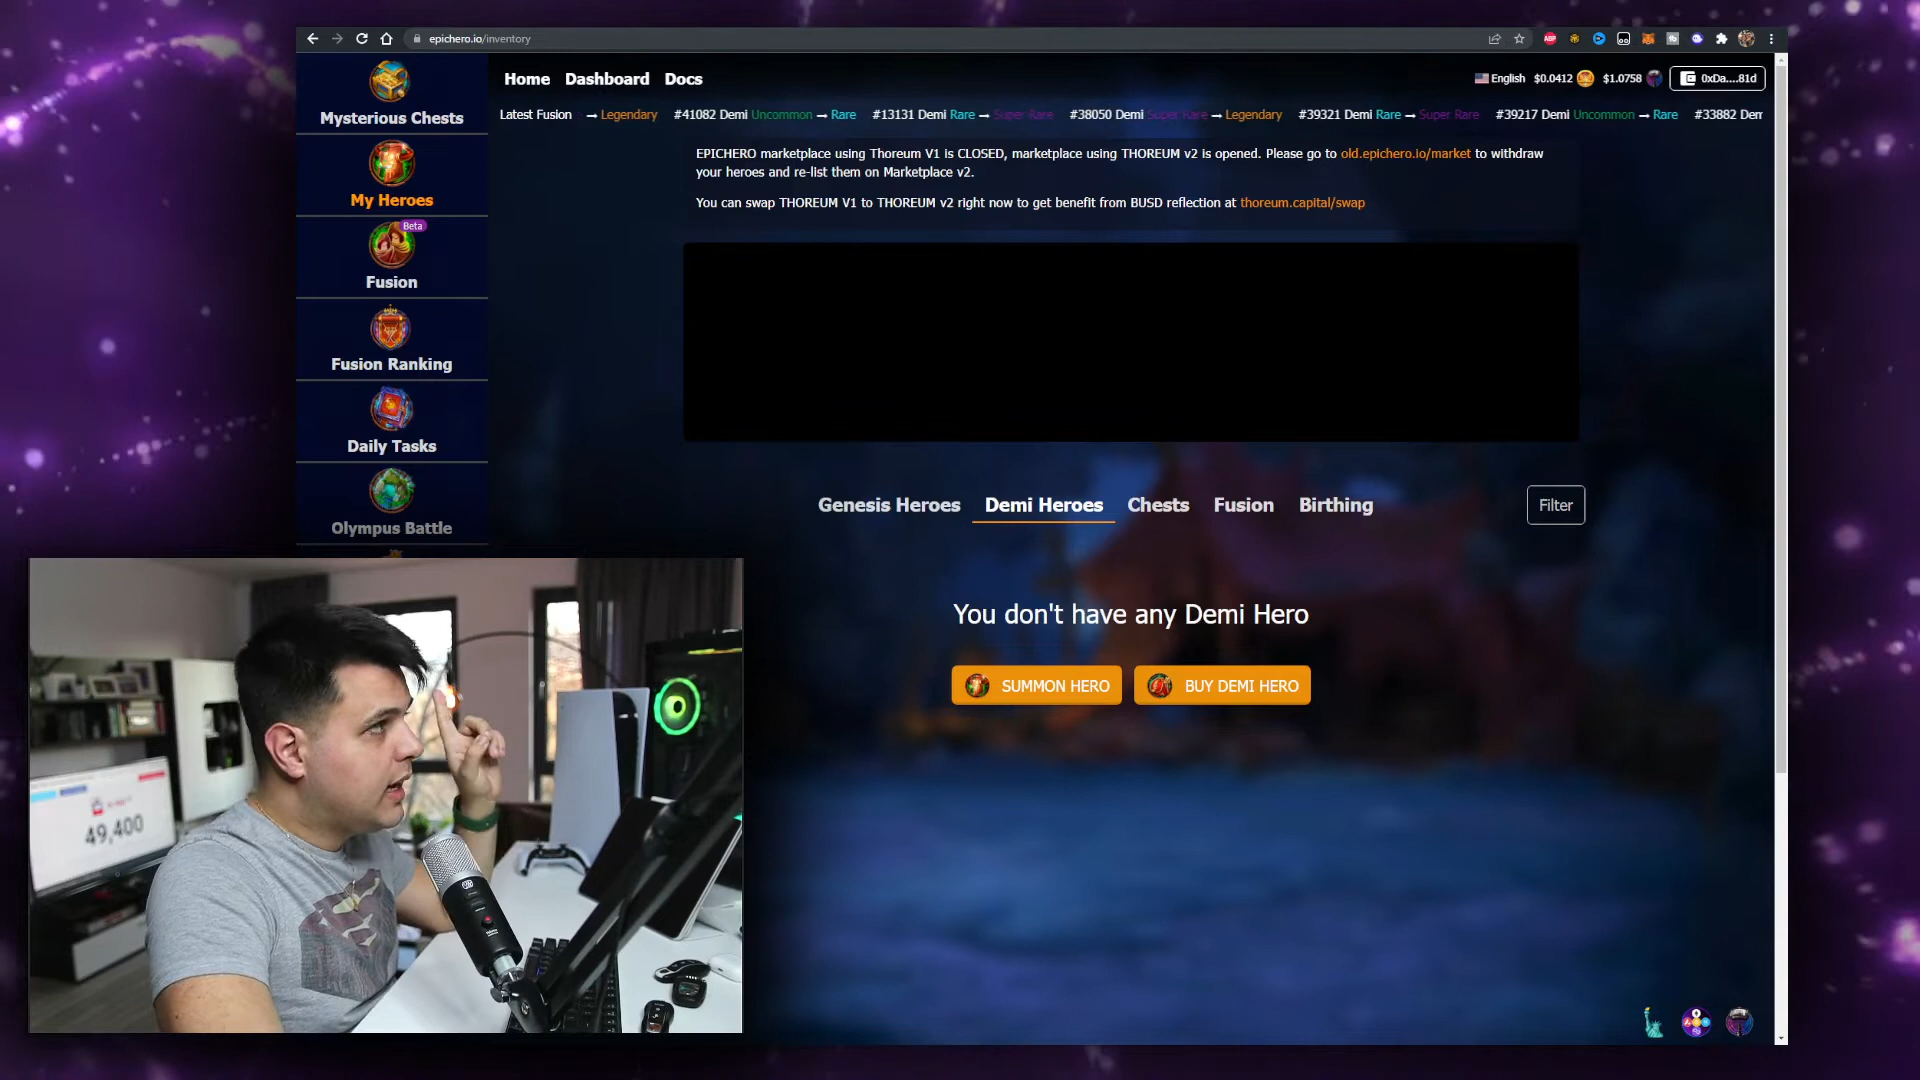 epichero.io/inventory
Mysterious Chests
My Heroes
Beta
Fusion
Fusion Ranking
Daily Tasks
Olympus Battle
Home Dashboard Docs
English $0.0412 $1.0758 0xDa....81d
Latest Fusion → Legendary #41082 Demi Uncommon → Rare #13131 Demi Rare → Super Rare #38050 Demi Super Rare → Legendary #39321 Demi Rare → Super Rare #39217 Demi Uncommon → Rare #33882 Dem
EPICHERO marketplace using Thoreum V1 is CLOSED, marketplace using THOREUM v2 is opened. Please go to old.epichero.io/market to withdraw
your heroes and re-list them on Marketplace v2.
You can swap THOREUM V1 to THOREUM v2 right now to get benefit from BUSD reflection at thoreum.capital/swap
Genesis Heroes Demi Heroes Chests Fusion Birthing Filter
You don't have any Demi Hero
SUMMON HERO BUY DEMI HERO
49,400